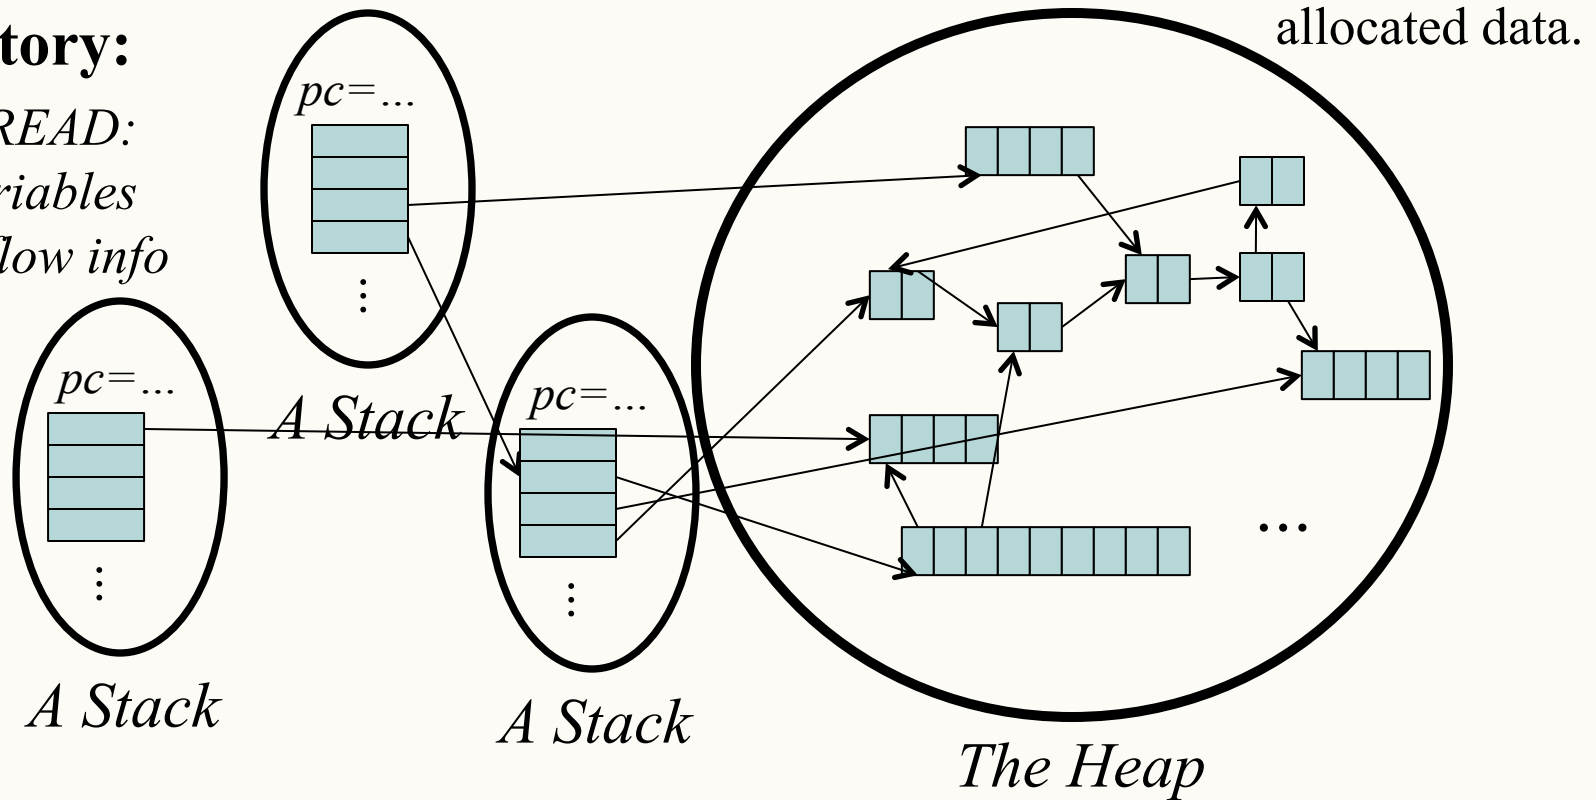 tory:
READ:
riables
low info
allocated data.
pc=...
...
A Stack
pc=...
...
A Stack
pc=...
...
A Stack
...
The Heap